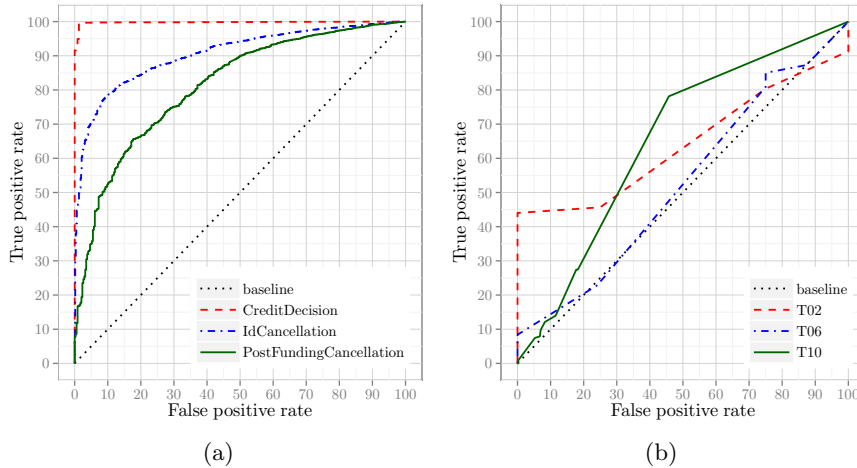 100
90
80
70
60
50
40
30
20
10
0
True positive rate
0 10 20 30 40 50 60 70 80 90 100
False positive rate
baseline
CreditDecision
IdCancellation
PostFundingCancellation
(a)
100
90
80
70
60
50
40
30
20
10
0
True positive rate
0 10 20 30 40 50 60 70 80 90 100
False positive rate
baseline
T02
T06
T10
(b)